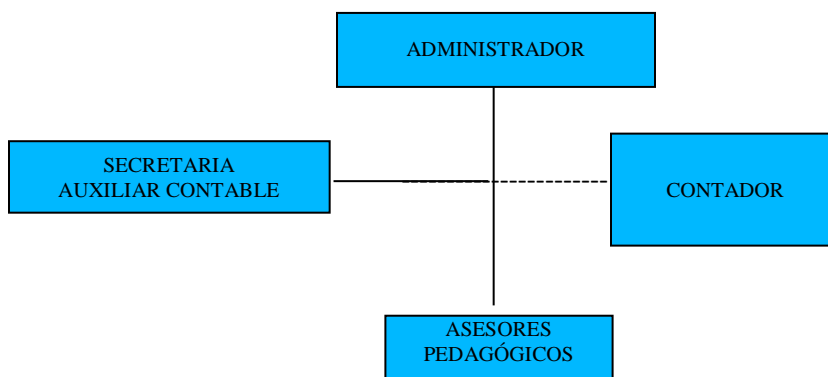 ADMINISTRADOR
SECRETARIA
AUXILIAR CONTABLE
CONTADOR
ASESORES
PEDAGÓGICOS